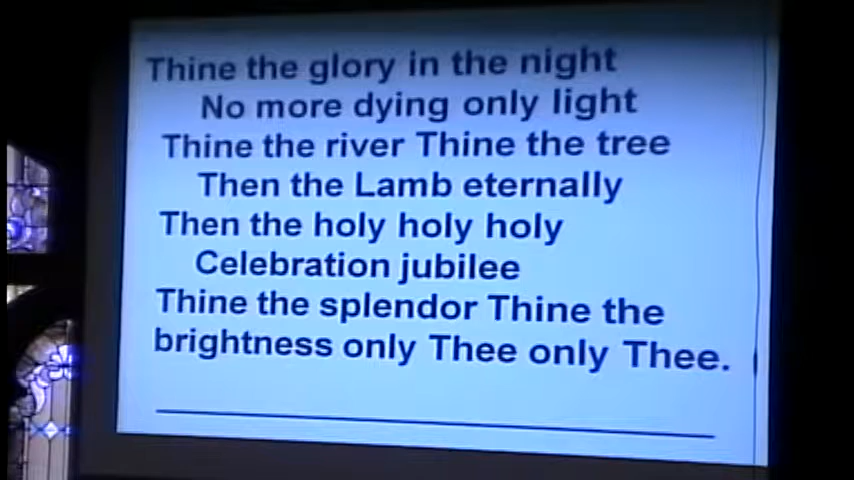 Thine the glory in the night
No more dying only light
Thine the river Thine the tree
Then the Lamb eternally
Then the holy holy holy
Celebration jubilee
Thine the splendor Thine the
brightness only Thee only Thee.